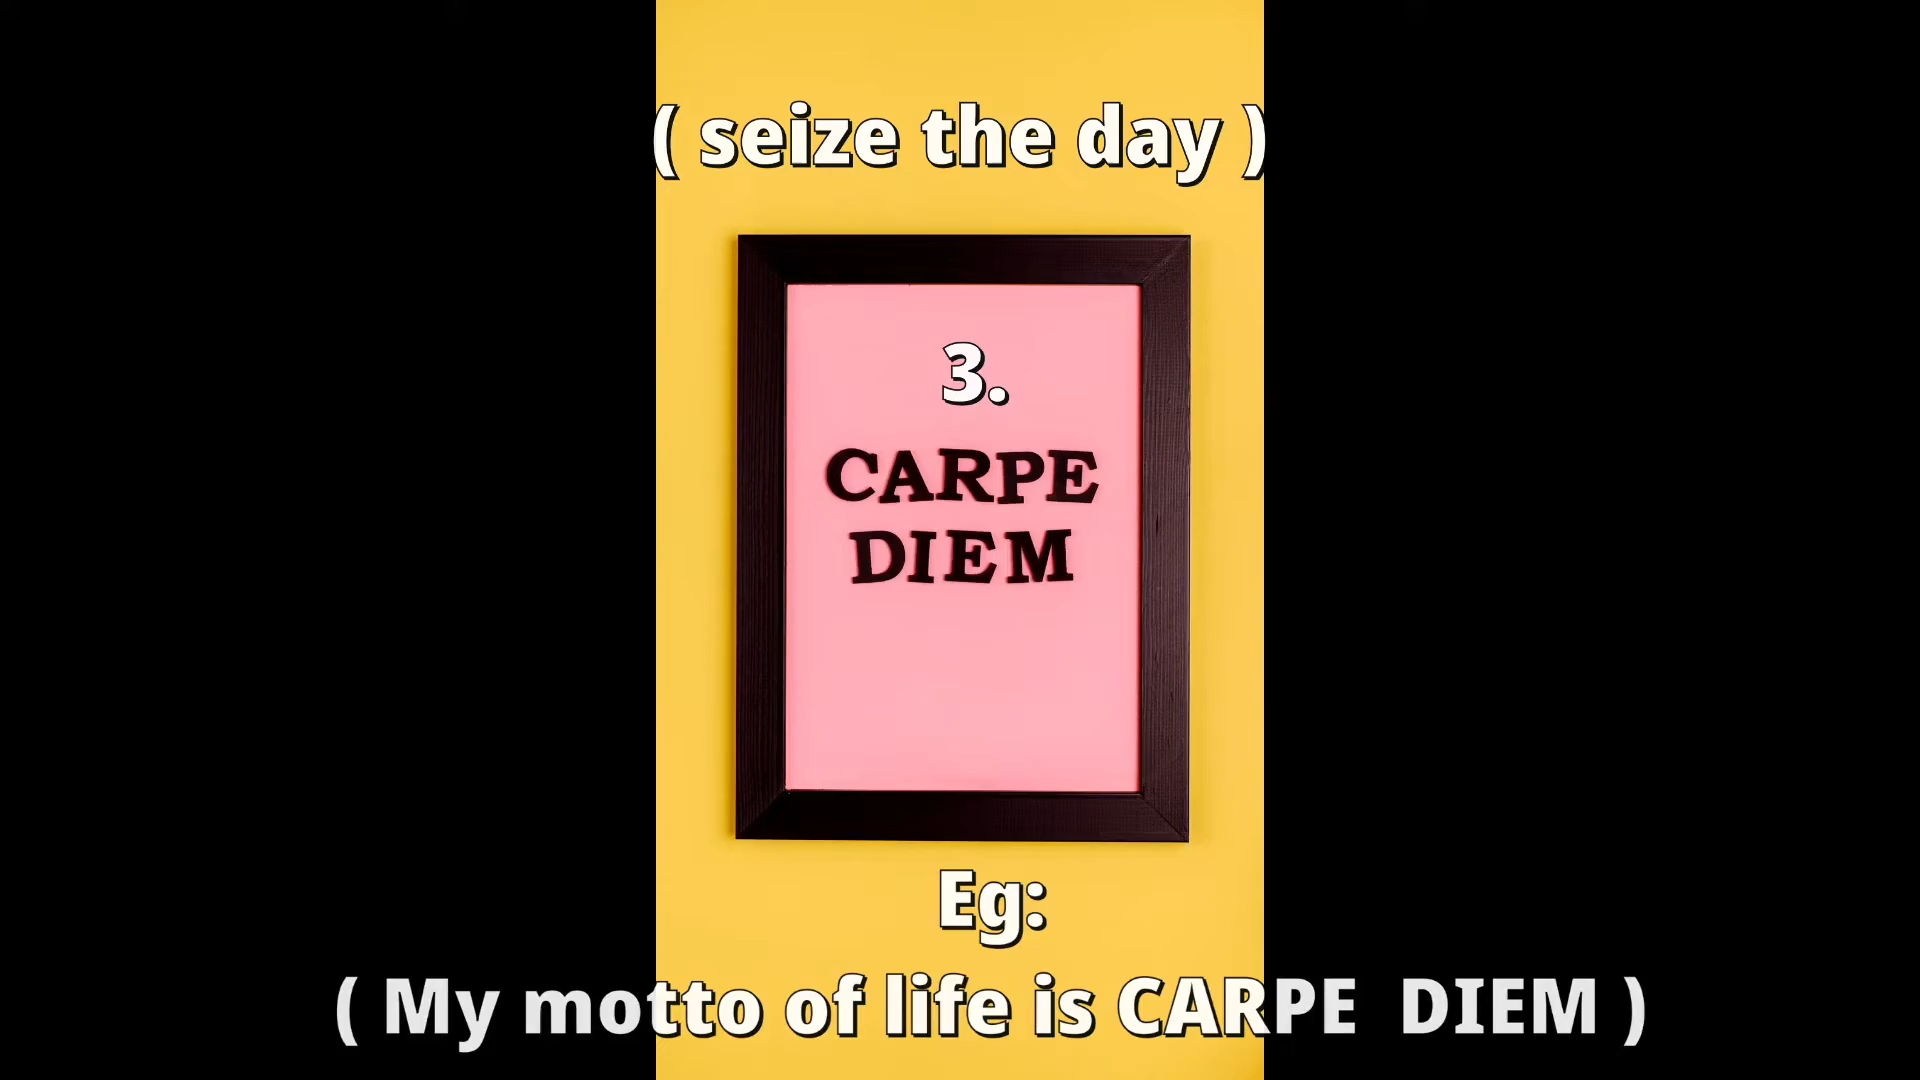 ( seize the day )
3.
CARPE
DIEM
Eg:
( My motto of life is CARPE DIEM )